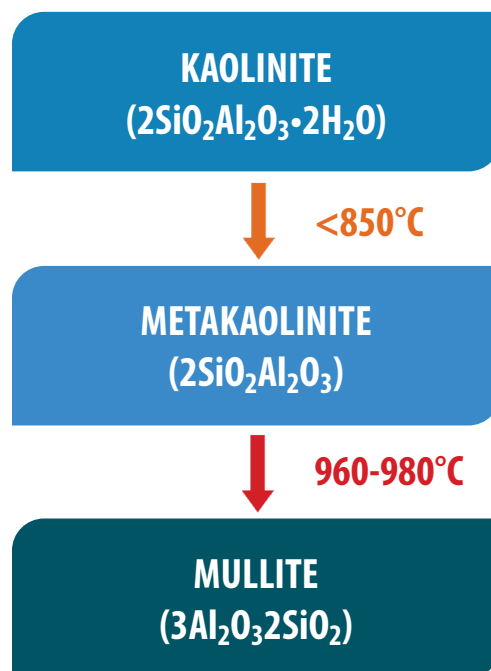 KAOLINITE
(2SiO₂Al₂O₃•2H₂O)
<850°C
METAKAOLINITE
(2SiO₂Al₂O₃)
960-980°C
MULLITE
(3Al₂O₃2SiO₂)